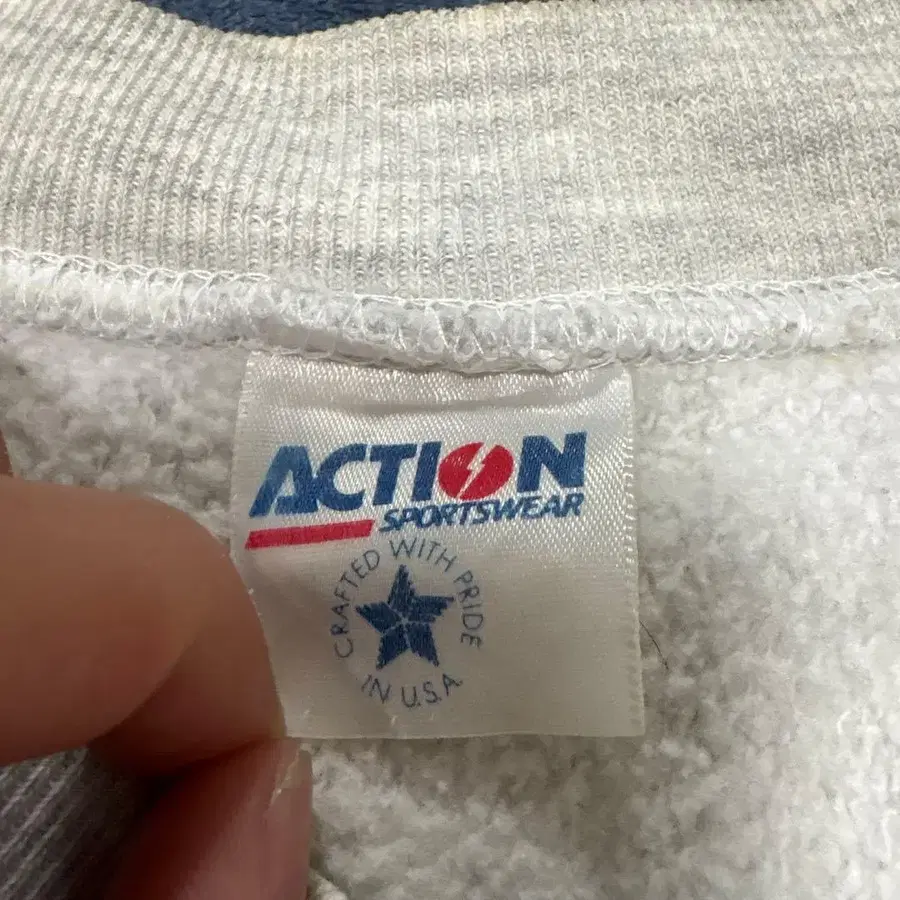 ACTION
SPORTSWEAR
CRAFTED WITH PRIDE
IN U.S.A.